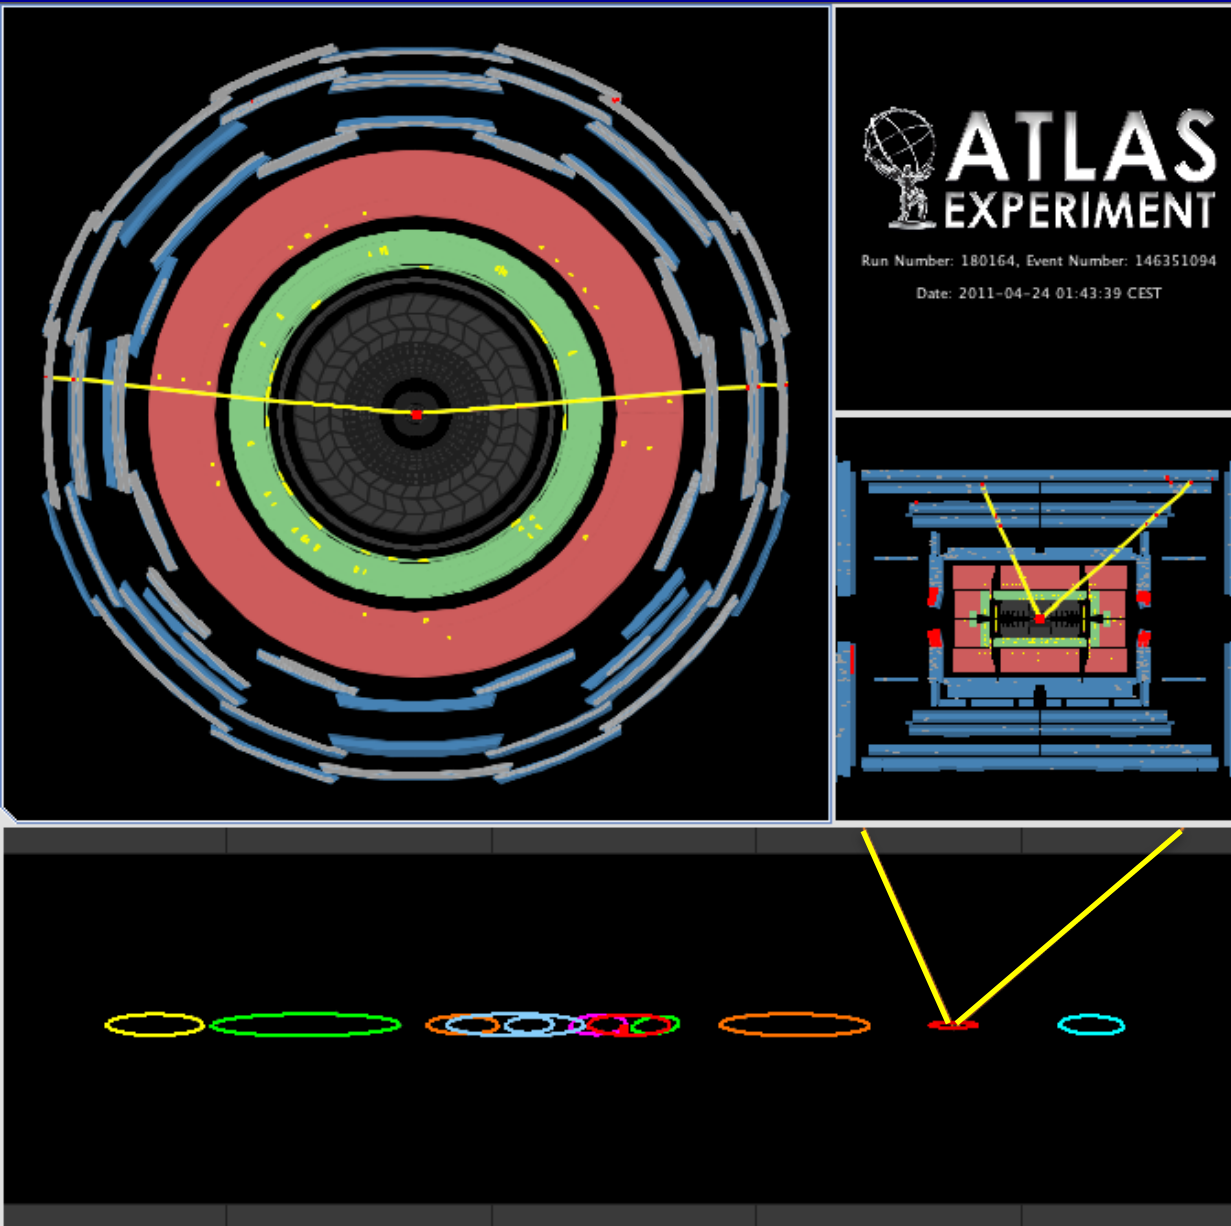 ATLAS
EXPERIMENT
Run Number: 180164, Event Number: 146351094
Date: 2011-04-24 01:43:39 CEST